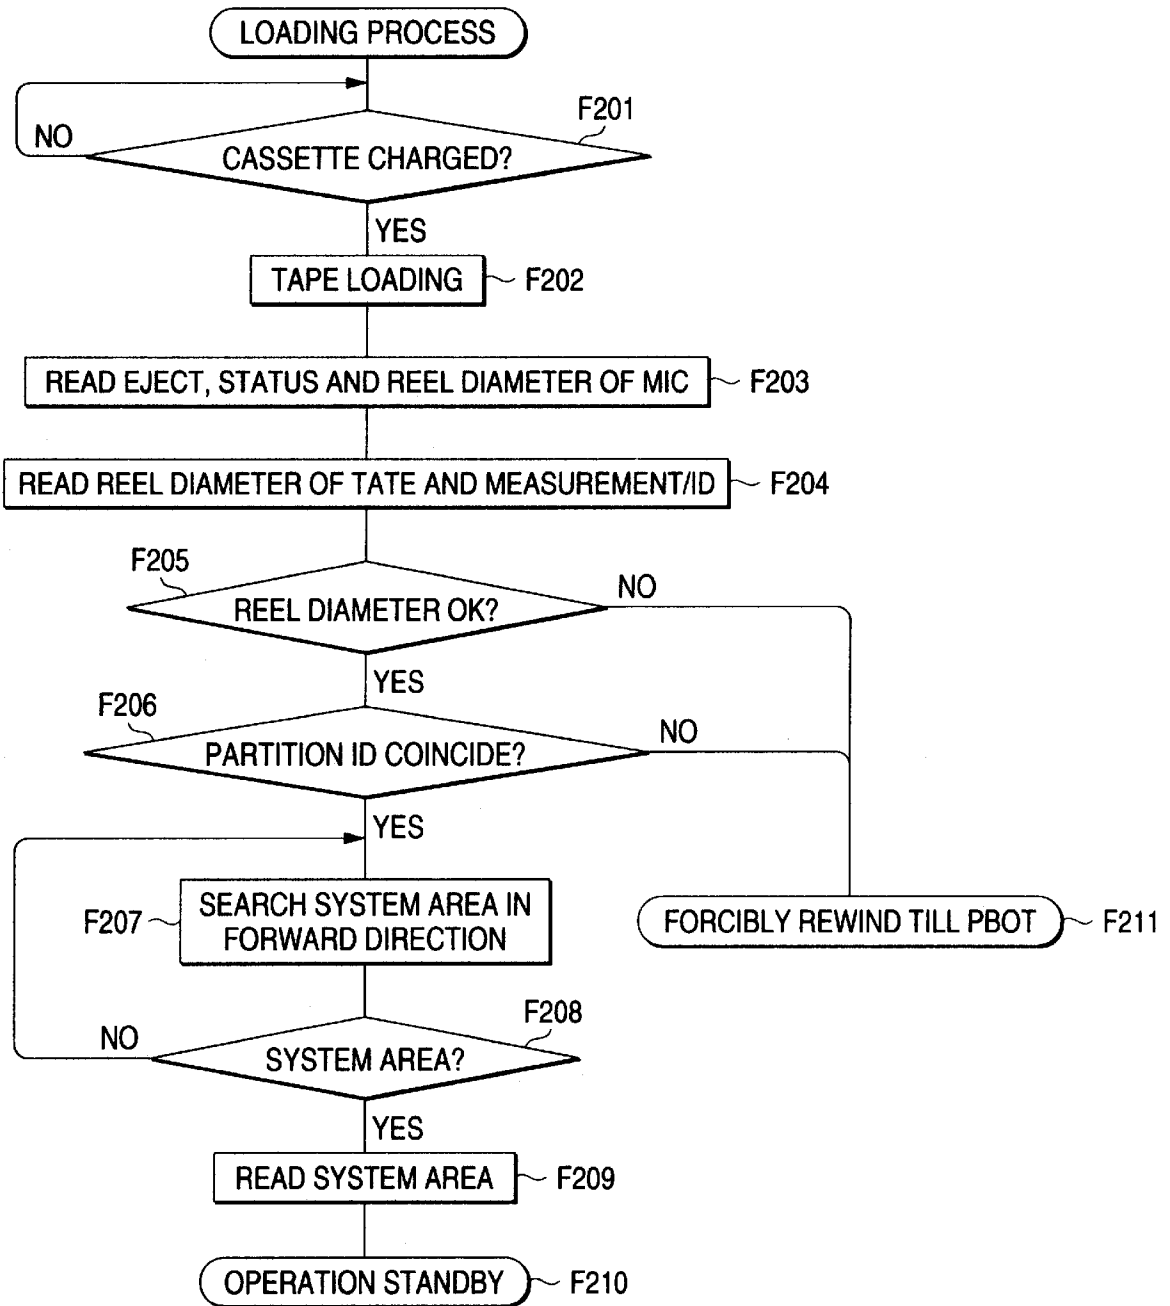 LOADING PROCESS
F201
NO
CASSETTE CHARGED?
YES
TAPE LOADING
F202
READ EJECT, STATUS AND REEL DIAMETER OF MIC
F203
READ REEL DIAMETER OF TATE AND MEASUREMENT/ID
F204
F205
REEL DIAMETER OK?
NO
YES
F206
PARTITION ID COINCIDE?
NO
YES
F207
SEARCH SYSTEM AREA IN
FORWARD DIRECTION
FORCIBLY REWIND TILL PBOT
F211
F208
NO
SYSTEM AREA?
YES
READ SYSTEM AREA
F209
OPERATION STANDBY
F210